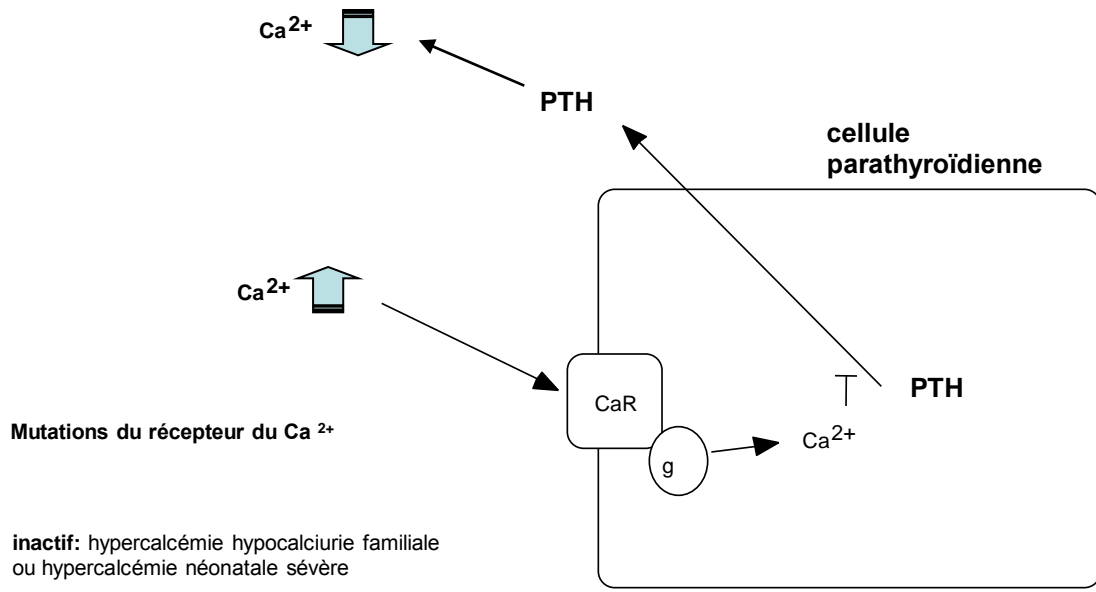 Ca²⁺
PTH
cellule
parathyroïdienne
Ca²⁺
CaR
PTH
Ca²⁺
g
Mutations du récepteur du Ca ²⁺
inactif: hypercalcémie hypocalciurie familiale
ou hypercalcémie néonatale sévère